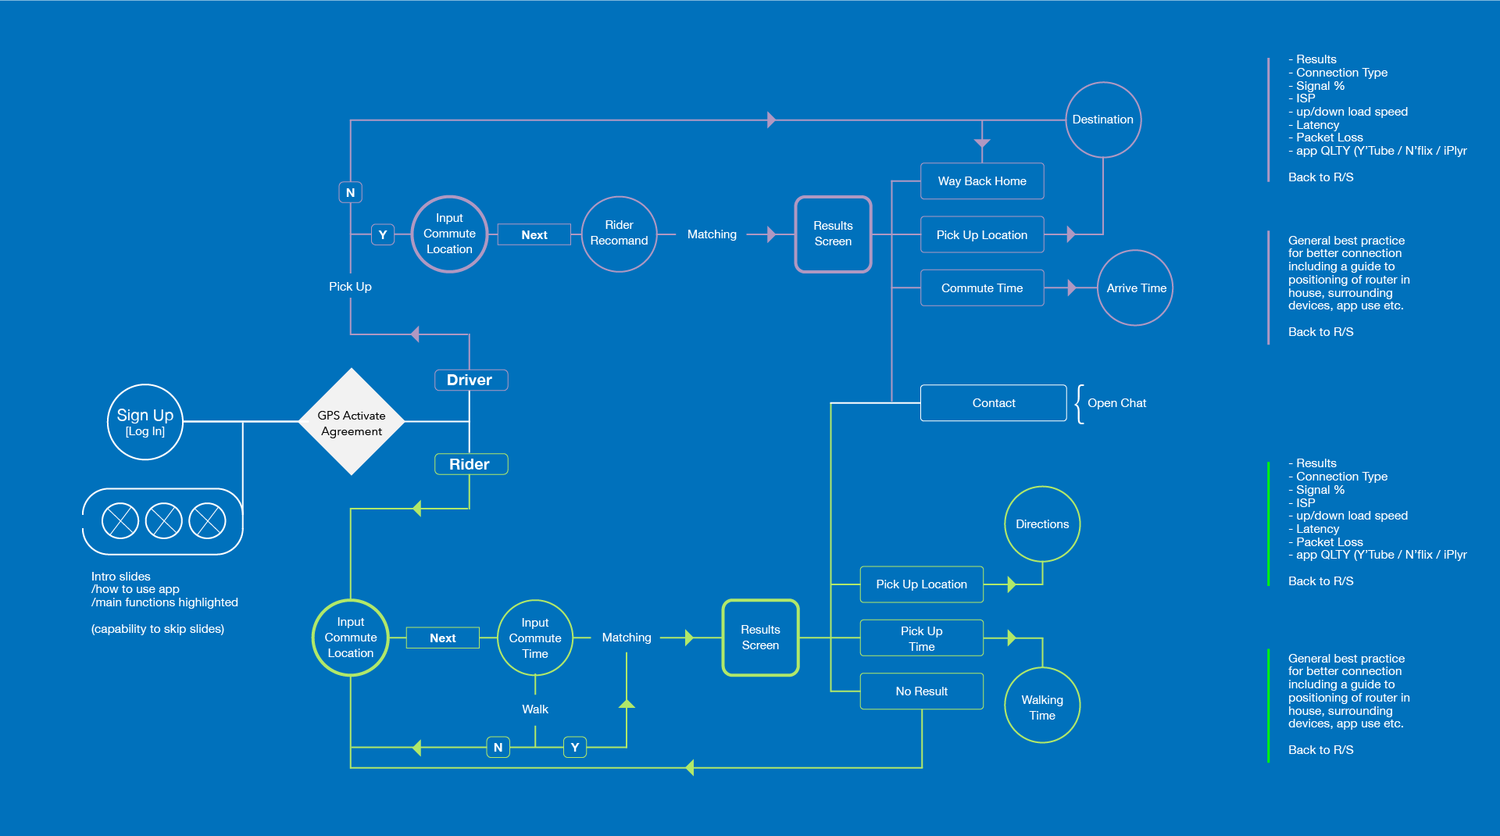 - Results
- Connection Type
- Signal %
- ISP
- up/down load speed
- Latency
- Packet Loss
- app QLTY (Y'Tube / N'flix / iPlyr
Back to R/S
Destination
Way Back Home
N
Y
Input
Commute
Location
Next
Rider
Recomand
Matching
Results
Screen
Pick Up Location
General best practice
for better connection
including a guide to
positioning of router in
house, surrounding
devices, app use etc.
Back to R/S
Pick Up
Commute Time
Arrive Time
Driver
Sign Up
[Log In]
GPS Activate
Agreement
Contact
Open Chat
Rider
- Results
- Connection Type
- Signal %
- ISP
- up/down load speed
- Latency
- Packet Loss
- app QLTY (Y'Tube / N'flix / iPlyr
Back to R/S
Directions
Intro slides
/how to use app
/main functions highlighted
(capability to skip slides)
Pick Up Location
Input
Commute
Location
Next
Input
Commute
Time
Matching
Results
Screen
Pick Up
Time
No Result
Walking
Time
Walk
N
Y
General best practice
for better connection
including a guide to
positioning of router in
house, surrounding
devices, app use etc.
Back to R/S